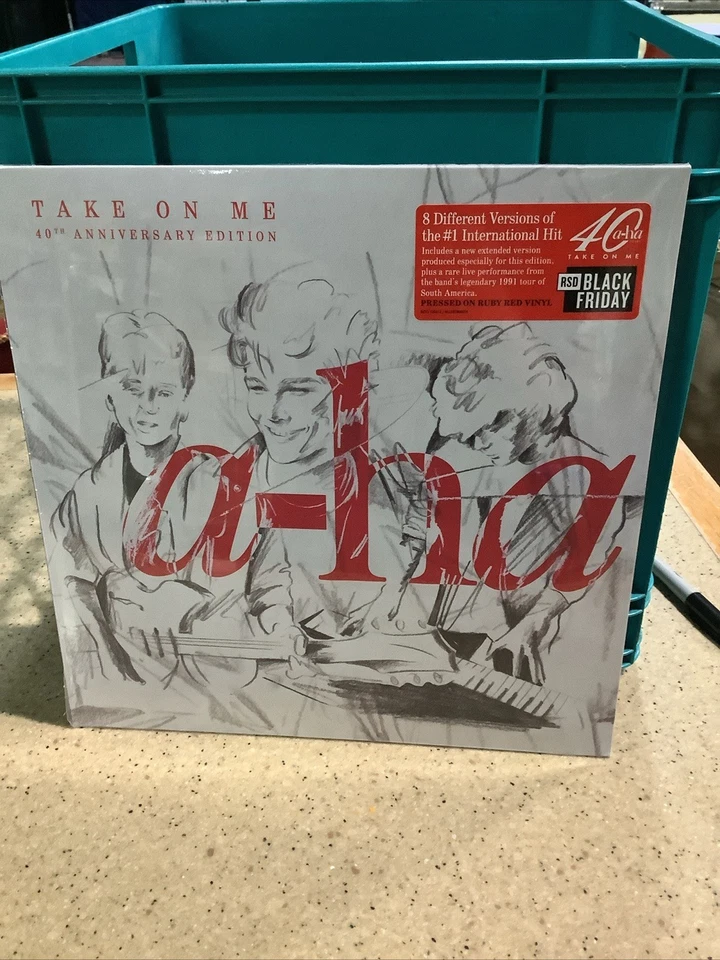 TAKE ON ME
40TH ANNIVERSARY EDITION
8 Different Versions of
the #1 International Hit
Includes a new extended version
produced especially for this edition,
plus a rare live performance from
the band's legendary 1991 tour of
South America.
PRESSED ON RUBY RED VINYL
40 a-ha
TAKE ON ME
RSD BLACK
FRIDAY
a-ha